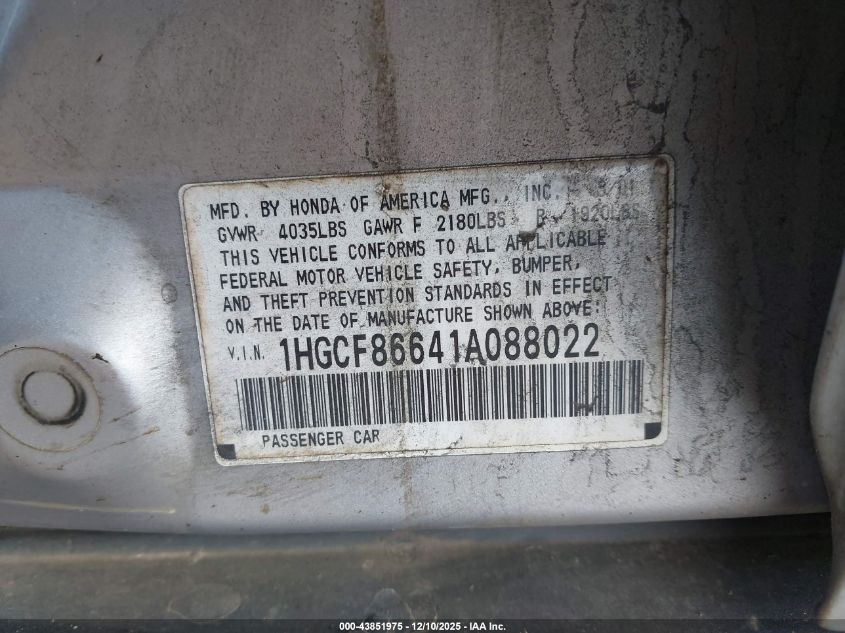 MFD. BY HONDA OF AMERICA MFG., INC.
GVWR 4035LBS GAWR F 2180LBS R 1820LBS
THIS VEHICLE CONFORMS TO ALL APPLICABLE
FEDERAL MOTOR VEHICLE SAFETY, BUMPER,
AND THEFT PREVENTION STANDARDS IN EFFECT
ON THE DATE OF MANUFACTURE SHOWN ABOVE:
V.I.N. 1HGCF86641A088022
PASSENGER CAR
000-43851975 - 12/10/2025 - IAA Inc.